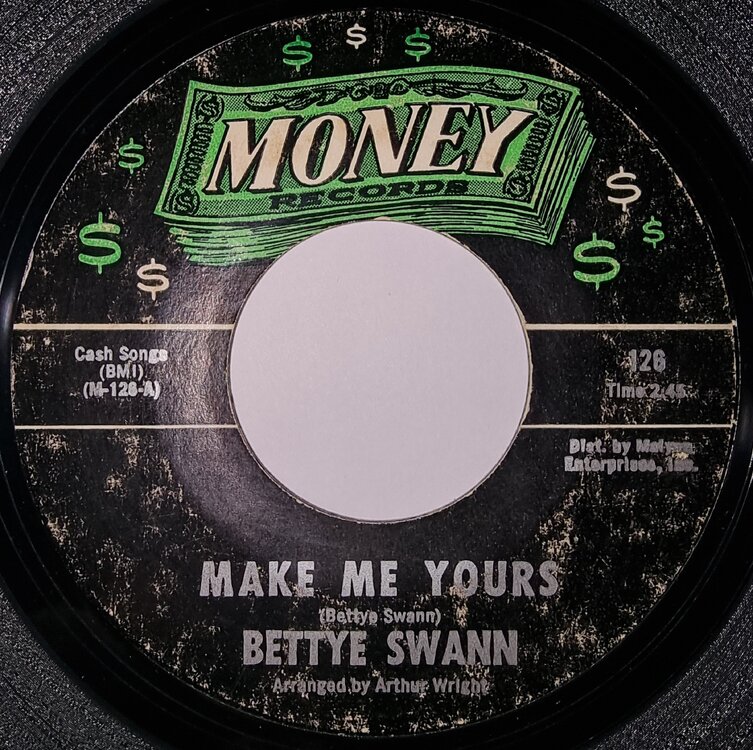 $ $ $
MONEY
RECORDS
$ $
$ $
$ $
Cash Songs
(BMI)
(M-126-A)
126
Time 2:45
Dist. by
Enterprises, Inc.
MAKE ME YOURS
(Bettye Swann)
BETTYE SWANN
Arranged by Arthur Wright